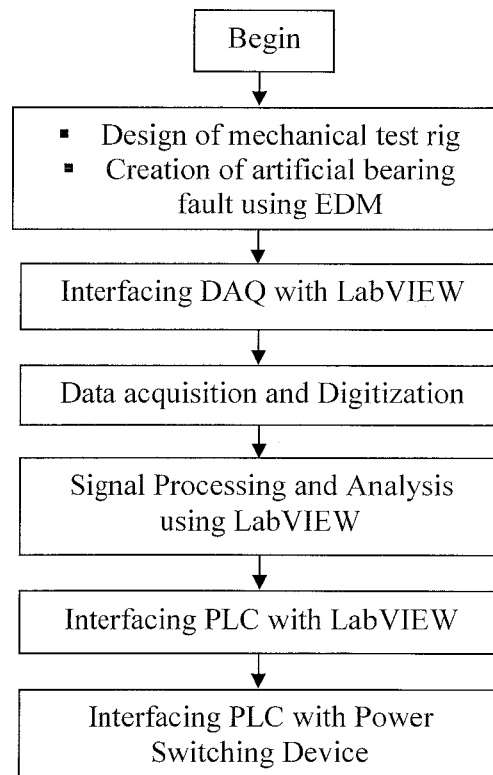 Begin
▪ Design of mechanical test rig
▪ Creation of artificial bearing
fault using EDM
Interfacing DAQ with LabVIEW
Data acquisition and Digitization
Signal Processing and Analysis
using LabVIEW
Interfacing PLC with LabVIEW
Interfacing PLC with Power
Switching Device